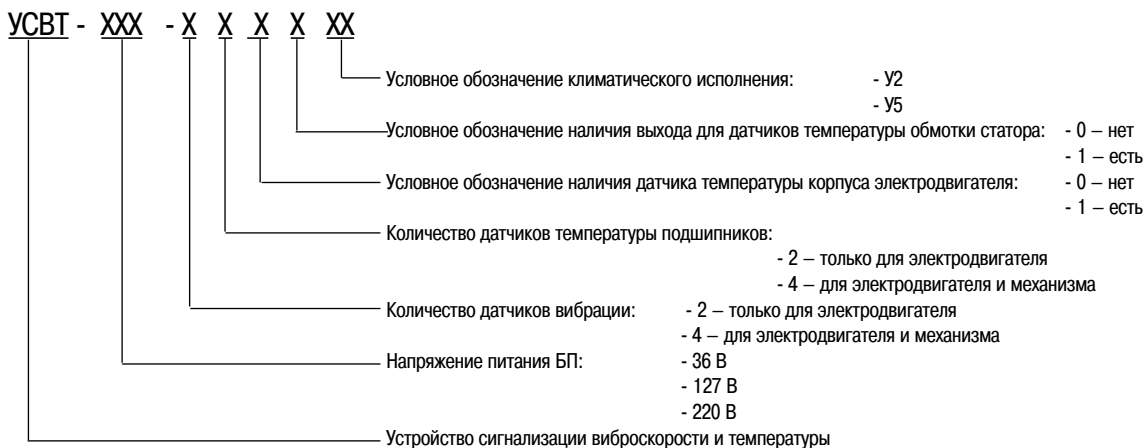 УСВТ - ХХХ - Х Х Х Х ХХ
Условное обозначение климатического исполнения: - У2
- У5
Условное обозначение наличия выхода для датчиков температуры обмотки статора: - 0 – нет
- 1 – есть
Условное обозначение наличия датчика температуры корпуса электродвигателя: - 0 – нет
- 1 – есть
Количество датчиков температуры подшипников:
- 2 – только для электродвигателя
- 4 – для электродвигателя и механизма
Количество датчиков вибрации: - 2 – только для электродвигателя
- 4 – для электродвигателя и механизма
Напряжение питания БП: - 36 В
- 127 В
- 220 В
Устройство сигнализации виброскорости и температуры